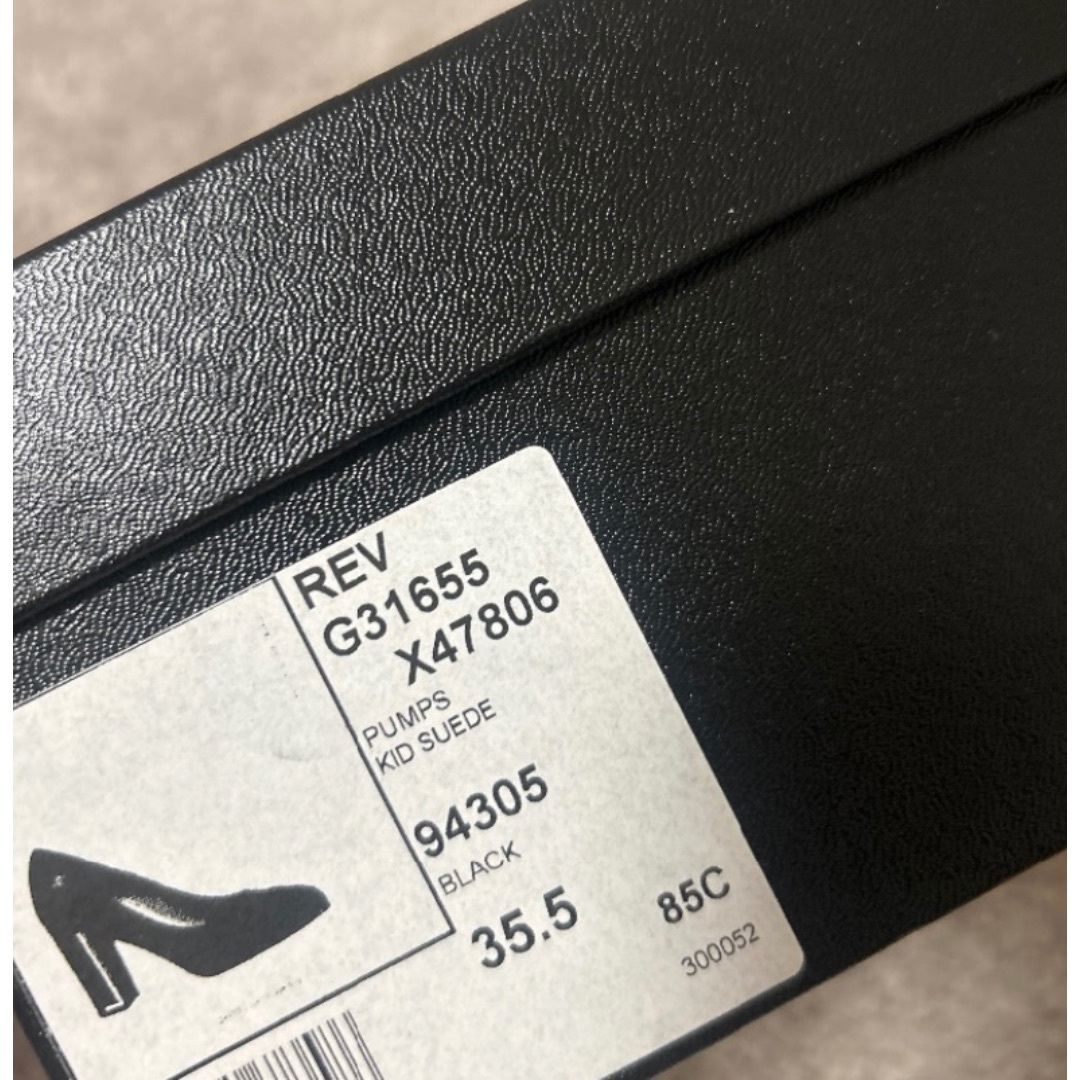 REV
G31655
X47806
PUMPS
KID SUEDE
94305
BLACK
35.5
85C
300052